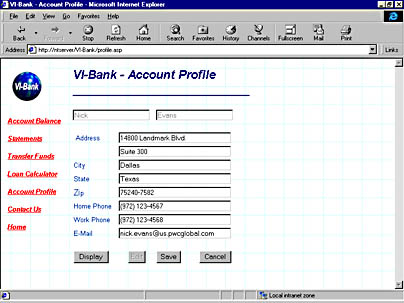 VI-Bank - Account Profile - Microsoft Internet Explorer
File Edit View Go Favorites Help
Back Forward Stop Refresh Home Search Favorites History Channels Fullscreen Mail Print
Address http://ntserver/VI-Bank/profile.asp Links
VI-Bank
VI-Bank - Account Profile
Nick Evans
Account Balance
Statements
Transfer Funds
Loan Calculator
Account Profile
Contact Us
Home
Address 14800 Landmark Blvd
Suite 300
City Dallas
State Texas
Zip 75240-7582
Home Phone (972) 123-4567
Work Phone (972) 123-4568
E-Mail nick.evans@us.pwcglobal.com
Display Edit Save Cancel
Local intranet zone